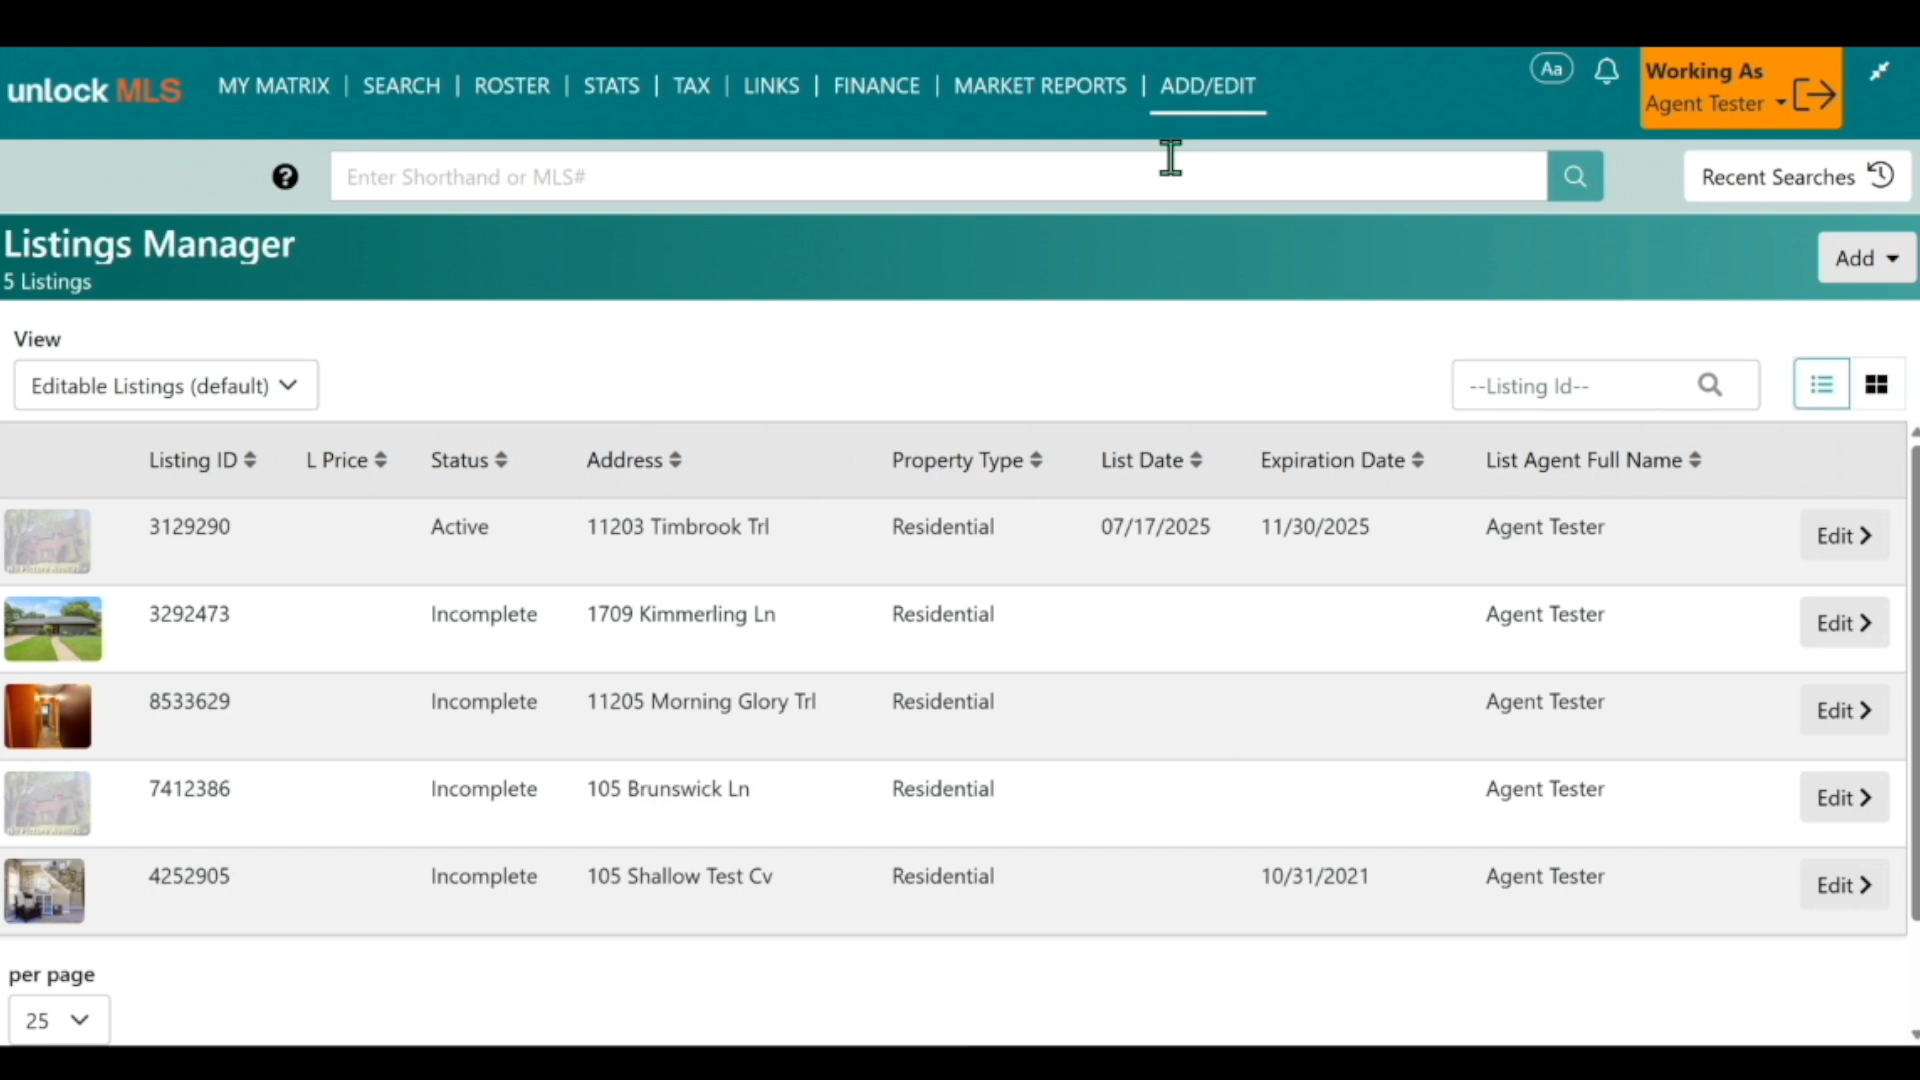 unlock MLS MY MATRIX | SEARCH | ROSTER | STATS | TAX | LINKS | FINANCE | MARKET REPORTS | ADD/EDIT Aa Working As
Agent Tester
? Enter Shorthand or MLS# Recent Searches
Listings Manager
5 Listings
Add
View
Editable Listings (default) --Listing Id--
Listing ID L Price Status Address Property Type List Date Expiration Date List Agent Full Name
3129290 Active 11203 Timbrook Trl Residential 07/17/2025 11/30/2025 Agent Tester Edit
3292473 Incomplete 1709 Kimmerling Ln Residential Agent Tester Edit
8533629 Incomplete 11205 Morning Glory Trl Residential Agent Tester Edit
7412386 Incomplete 105 Brunswick Ln Residential Agent Tester Edit
4252905 Incomplete 105 Shallow Test Cv Residential 10/31/2021 Agent Tester Edit
per page
25